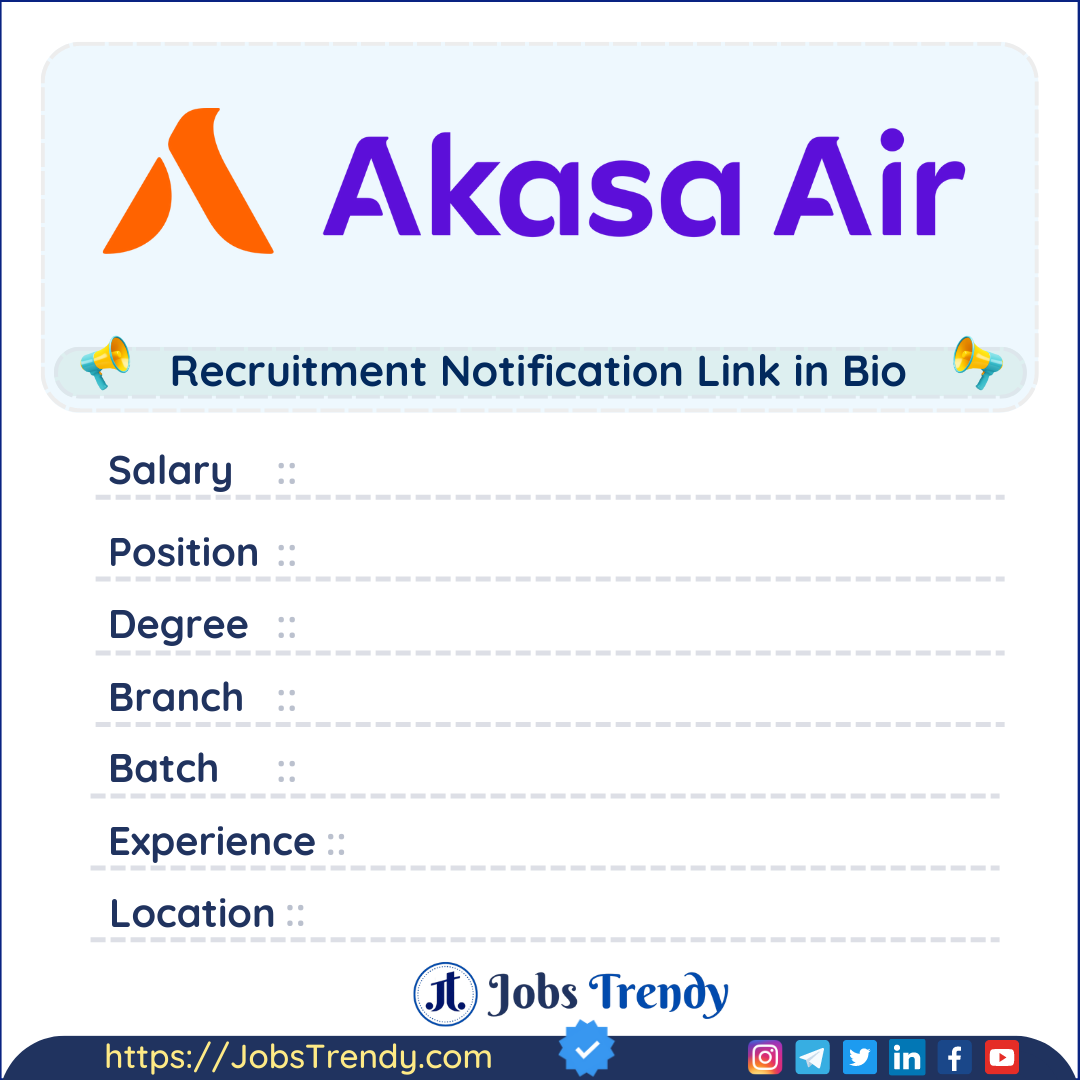 Akasa Air
Recruitment Notification Link in Bio
Salary ::
Position ::
Degree ::
Branch ::
Batch ::
Experience ::
Location ::
Jobs Trendy
https://JobsTrendy.com